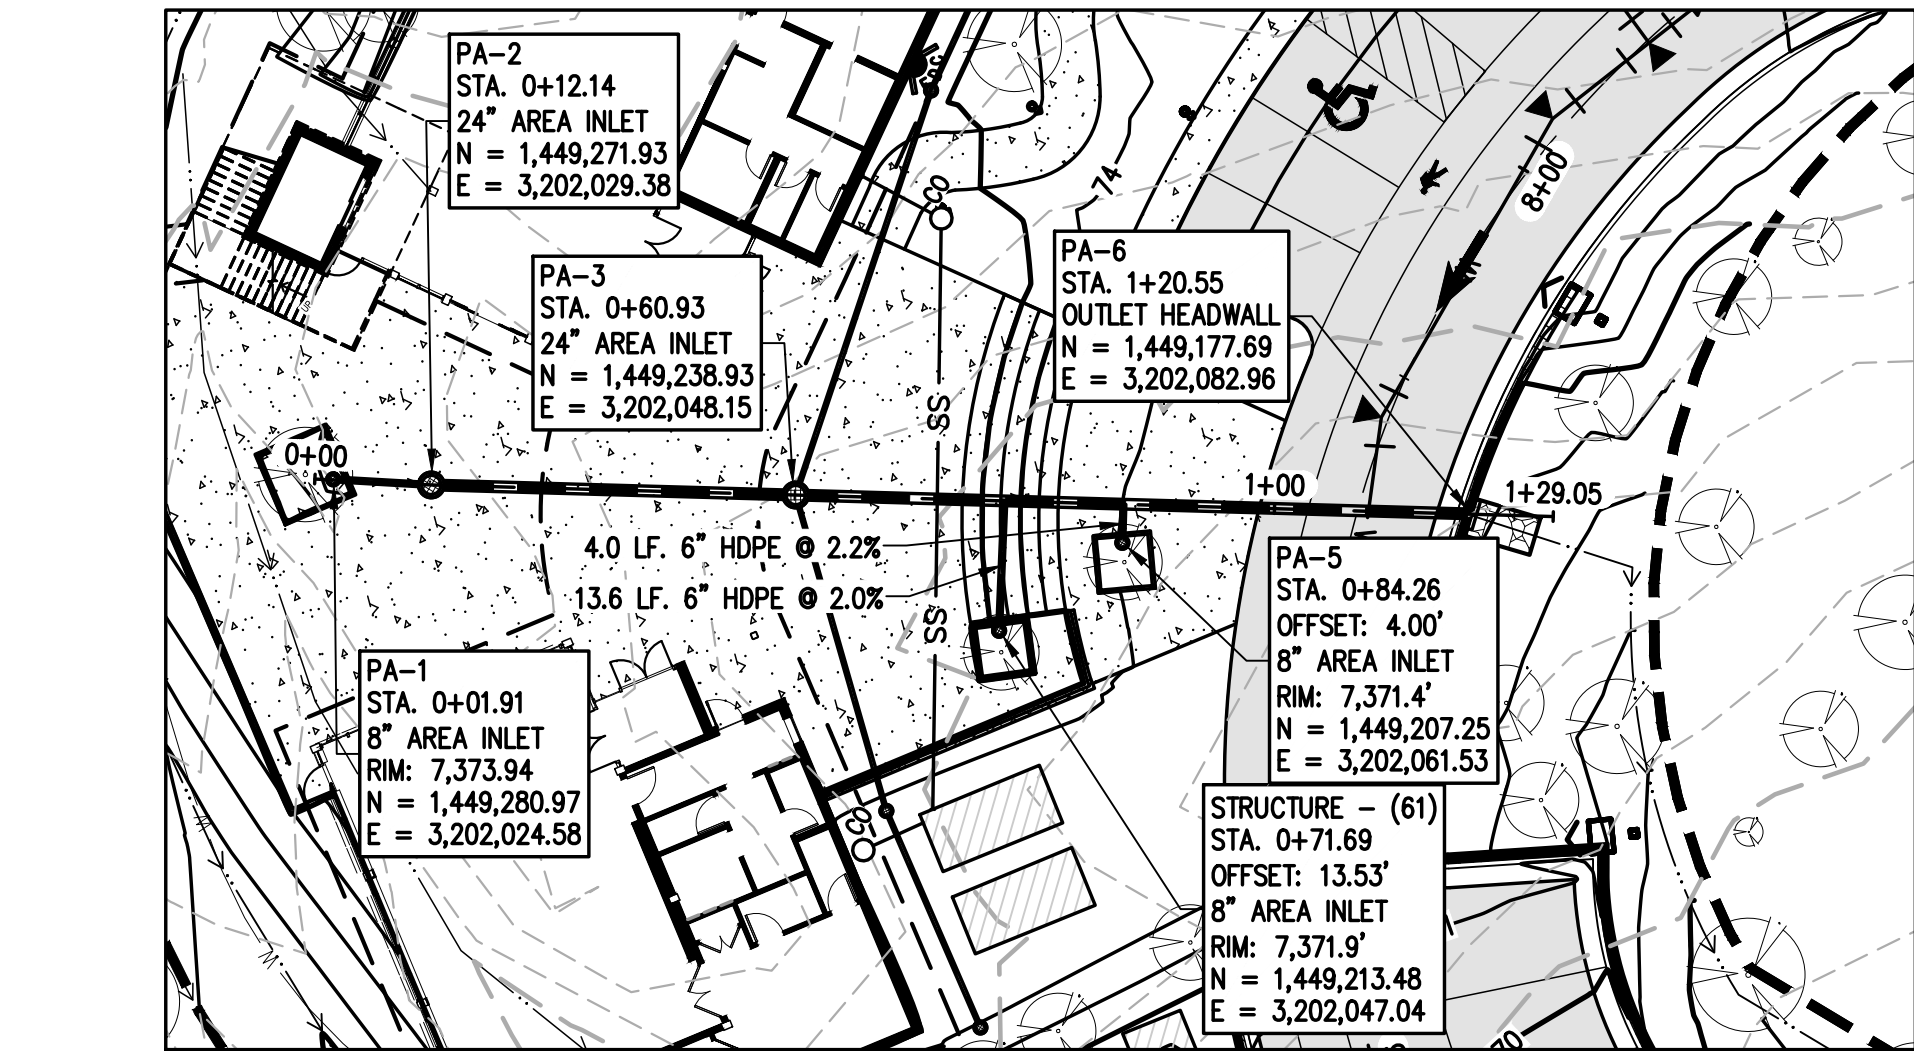 PA-2
STA. 0+12.14
24” AREA INLET
N = 1,449,271.93
E = 3,202,029.38
PA-3
STA. 0+60.93
24” AREA INLET
N = 1,449,238.93
E = 3,202,048.15
PA-6
STA. 1+20.55
OUTLET HEADWALL
N = 1,449,177.69
E = 3,202,082.96
CO
74
8+00
SS
0+00
1+00
1+29.05
4.0 LF. 6” HDPE @ 2.2%
13.6 LF. 6” HDPE @ 2.0%
SS
PA-5
STA. 0+84.26
OFFSET: 4.00’
8” AREA INLET
RIM: 7,371.4’
N = 1,449,207.25
E = 3,202,061.53
PA-1
STA. 0+01.91
8” AREA INLET
RIM: 7,373.94
N = 1,449,280.97
E = 3,202,024.58
CO
STRUCTURE - (61)
STA. 0+71.69
OFFSET: 13.53’
8” AREA INLET
RIM: 7,371.9’
N = 1,449,213.48
E = 3,202,047.04
70